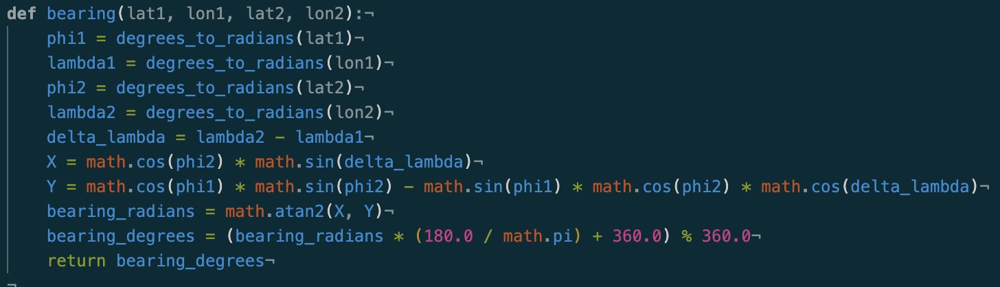 def bearing(lat1, lon1, lat2, lon2):¬
    phi1 = degrees_to_radians(lat1)¬
    lambda1 = degrees_to_radians(lon1)¬
    phi2 = degrees_to_radians(lat2)¬
    lambda2 = degrees_to_radians(lon2)¬
    delta_lambda = lambda2 - lambda1¬
    X = math.cos(phi2) * math.sin(delta_lambda)¬
    Y = math.cos(phi1) * math.sin(phi2) - math.sin(phi1) * math.cos(phi2) * math.cos(delta_lambda)¬
    bearing_radians = math.atan2(X, Y)¬
    bearing_degrees = (bearing_radians * (180.0 / math.pi) + 360.0) % 360.0¬
    return bearing_degrees¬
¬